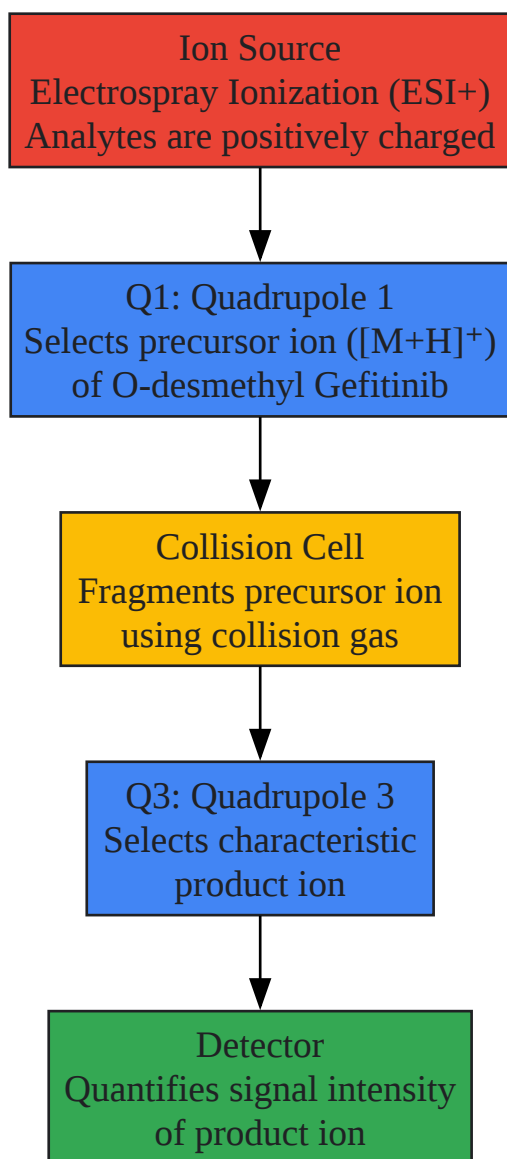 Ion Source
Electrospray Ionization (ESI+)
Analytes are positively charged
Q1: Quadrupole 1
Selects precursor ion ([M+H]⁺)
of O-desmethyl Gefitinib
Collision Cell
Fragments precursor ion
using collision gas
Q3: Quadrupole 3
Selects characteristic
product ion
Detector
Quantifies signal intensity
of product ion